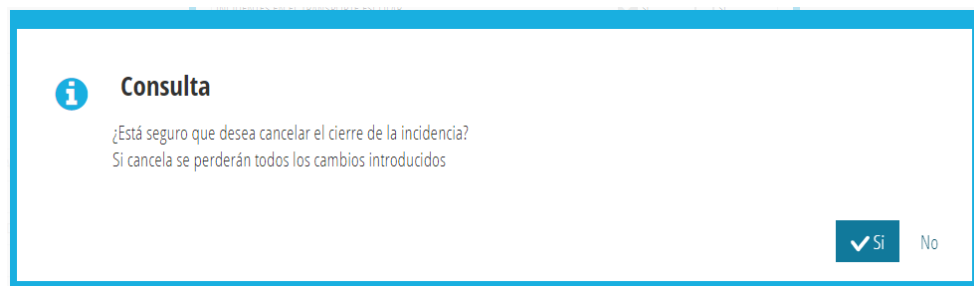 Consulta
¿Está seguro que desea cancelar el cierre de la incidencia?
Si cancela se perderán todos los cambios introducidos
Si No